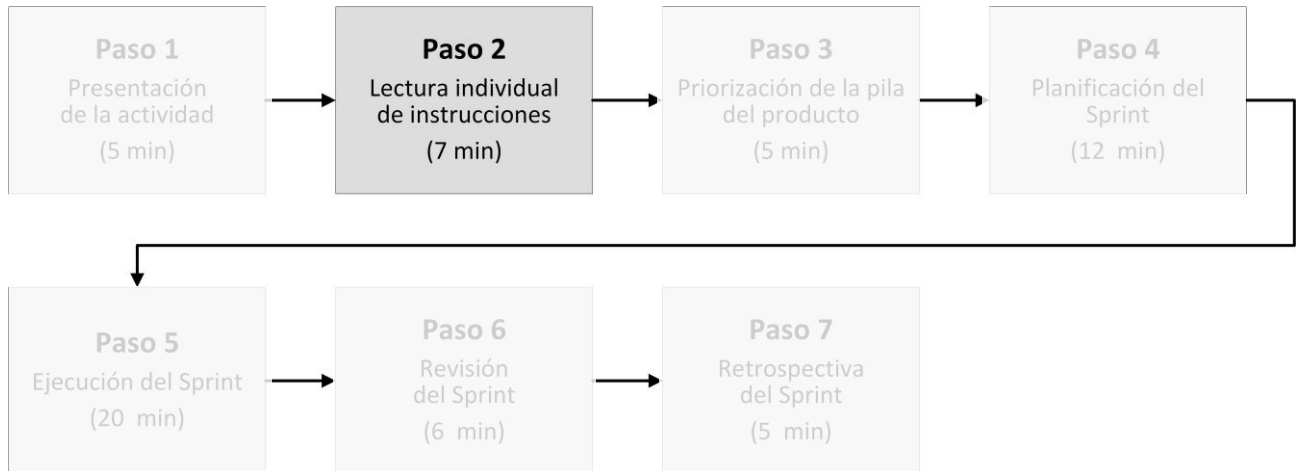 Paso 1
Presentación
de la actividad
(5 min)
Paso 2
Lectura individual
de instrucciones
(7 min)
Paso 3
Priorización de la pila
del producto
(5 min)
Paso 4
Planificación del
Sprint
(12 min)
Paso 5
Ejecución del Sprint
(20 min)
Paso 6
Revisión
del Sprint
(6 min)
Paso 7
Retrospectiva
del Sprint
(5 min)